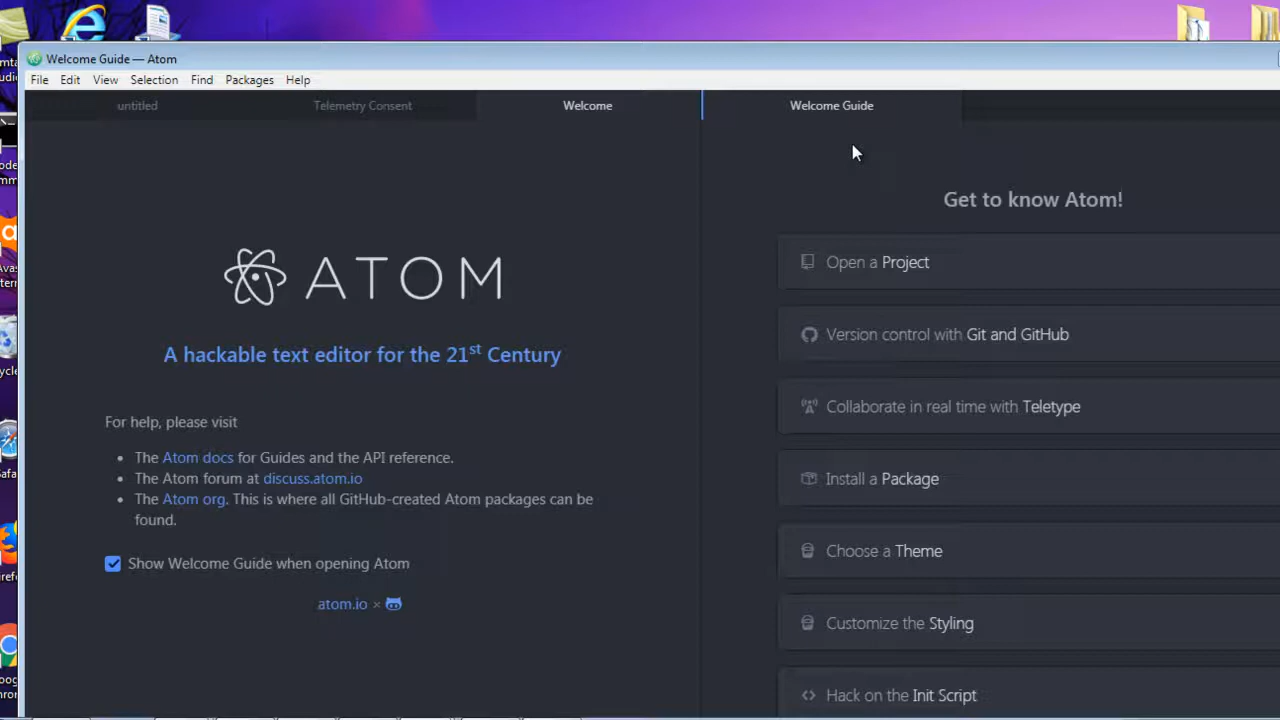 Welcome Guide — Atom
File Edit View Selection Find Packages Help
untitled Telemetry Consent Welcome Welcome Guide
ATOM
A hackable text editor for the 21st Century
For help, please visit
• The Atom docs for Guides and the API reference.
• The Atom forum at discuss.atom.io
• The Atom org. This is where all GitHub-created Atom packages can be
found.
Show Welcome Guide when opening Atom
atom.io ×
Get to know Atom!
Open a Project
Version control with Git and GitHub
Collaborate in real time with Teletype
Install a Package
Choose a Theme
Customize the Styling
Hack on the Init Script